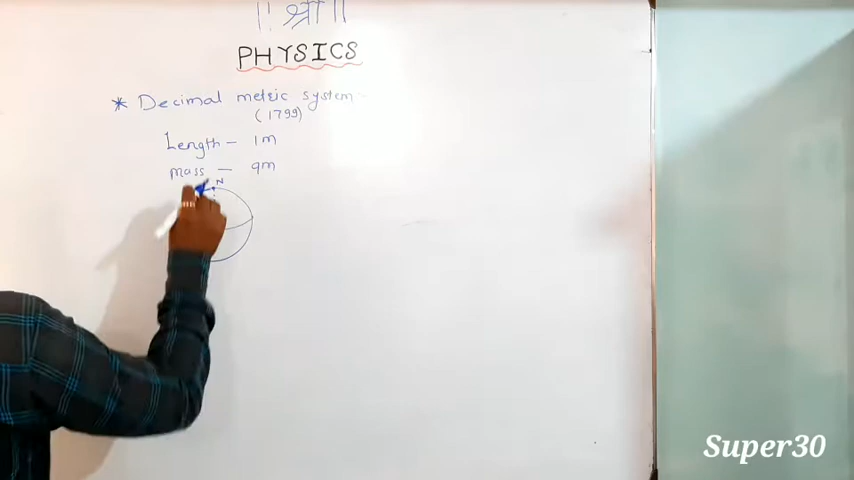 || श्री ||
PHYSICS
* Decimal metric system
(1799)
Length - 1m
mass - gm
N
Super30